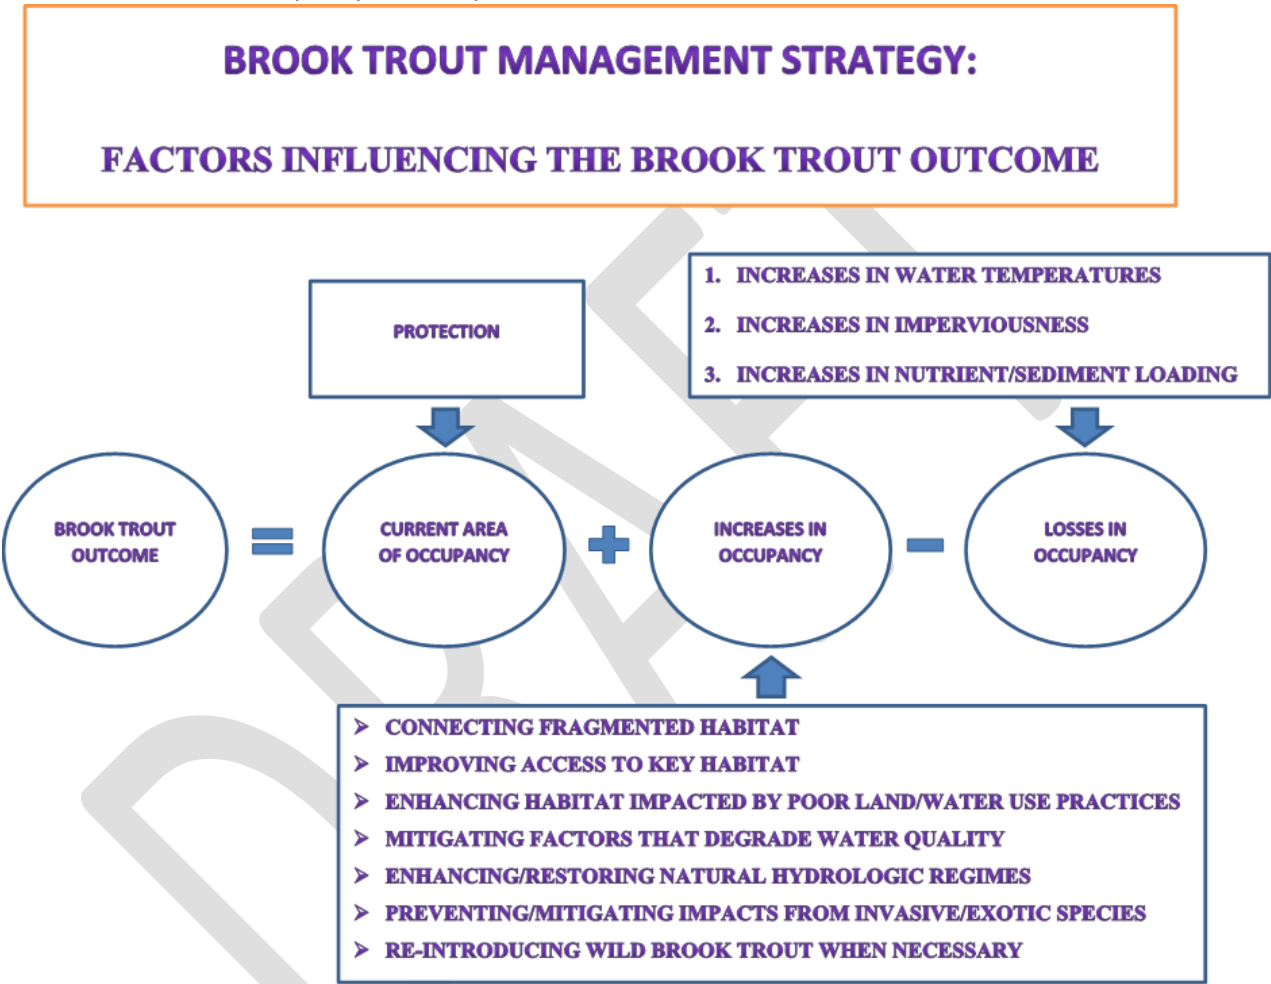 BROOK TROUT MANAGEMENT STRATEGY:
FACTORS INFLUENCING THE BROOK TROUT OUTCOME
PROTECTION
1. INCREASES IN WATER TEMPERATURES
2. INCREASES IN IMPERVIOUSNESS
3. INCREASES IN NUTRIENT/SEDIMENT LOADING
BROOK TROUT
OUTCOME
=
CURRENT AREA
OF OCCUPANCY
+
INCREASES IN
OCCUPANCY
-
LOSSES IN
OCCUPANCY
➢ CONNECTING FRAGMENTED HABITAT
➢ IMPROVING ACCESS TO KEY HABITAT
➢ ENHANCING HABITAT IMPACTED BY POOR LAND/WATER USE PRACTICES
➢ MITIGATING FACTORS THAT DEGRADE WATER QUALITY
➢ ENHANCING/RESTORING NATURAL HYDROLOGIC REGIMES
➢ PREVENTING/MITIGATING IMPACTS FROM INVASIVE/EXOTIC SPECIES
➢ RE-INTRODUCING WILD BROOK TROUT WHEN NECESSARY
DRAFT